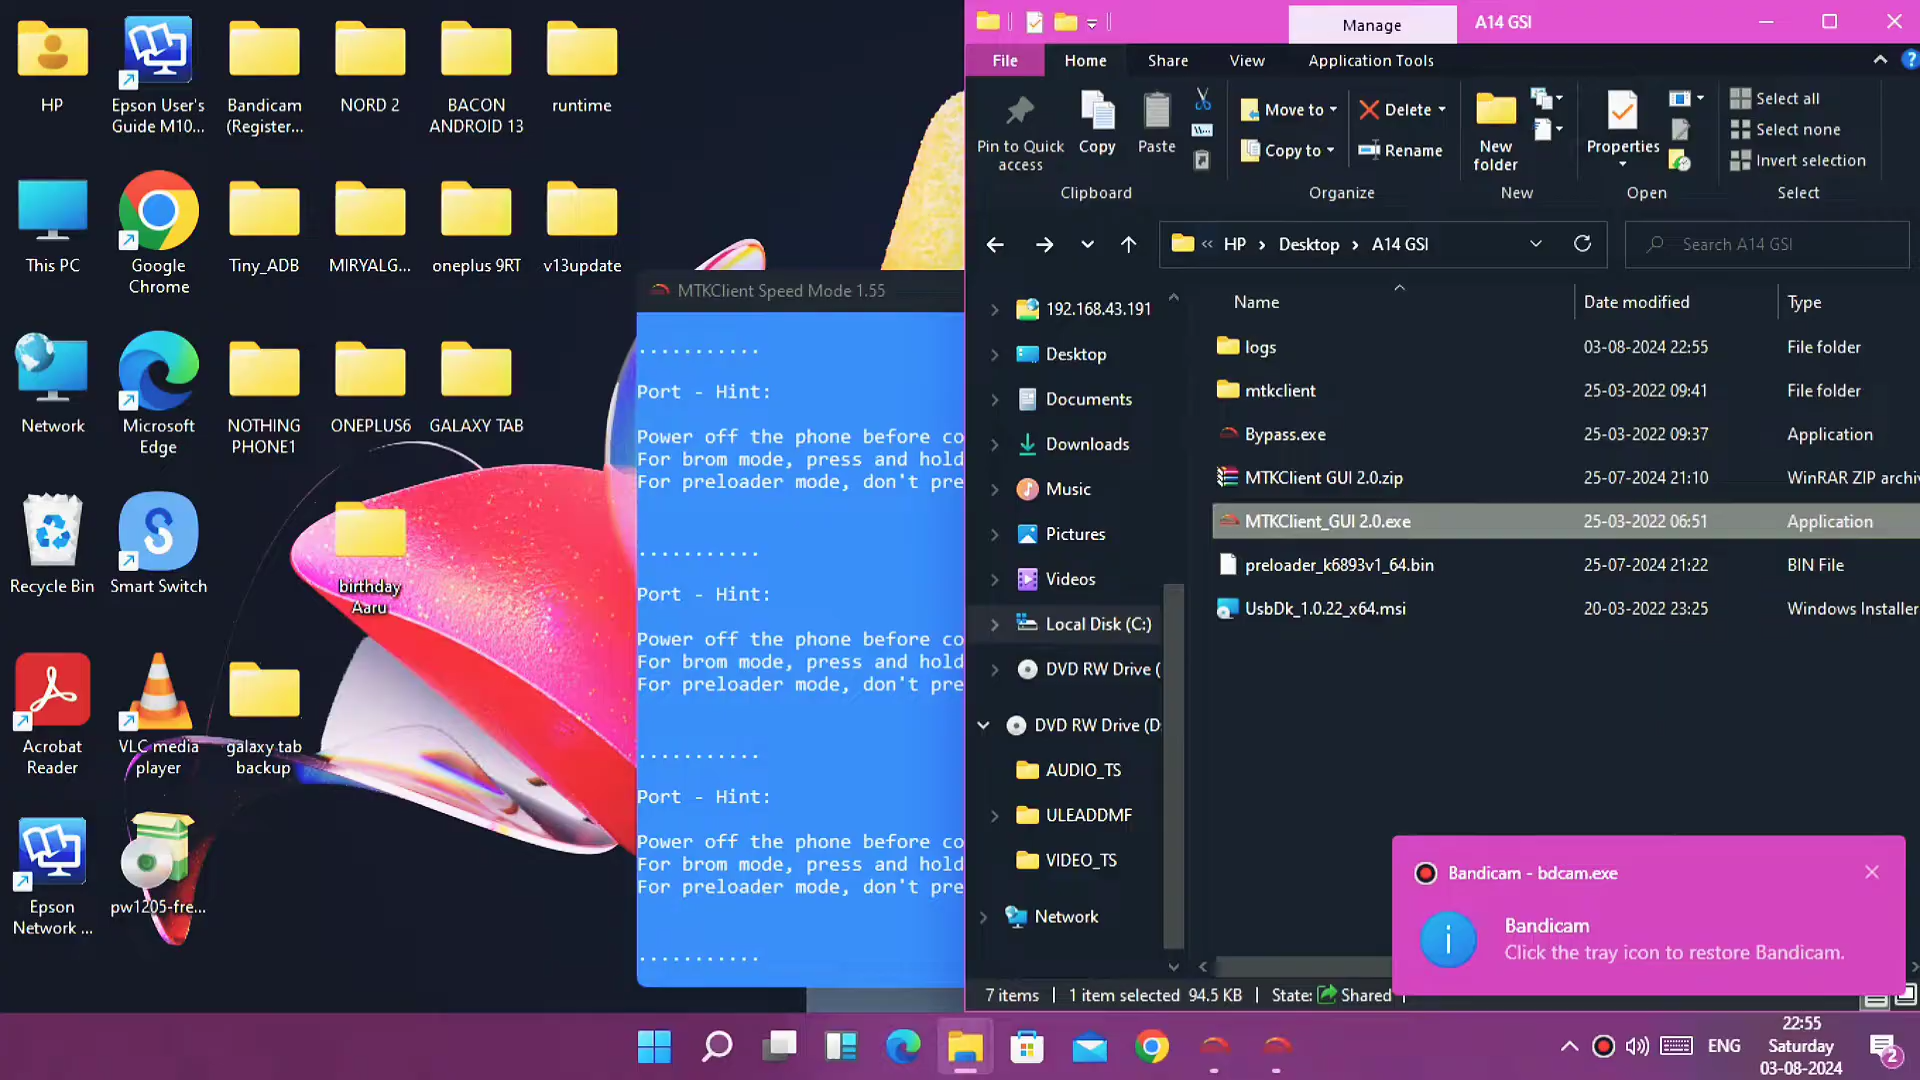 HP
Epson User's
Guide M10...
Bandicam
(Register...
NORD 2
BACON
ANDROID 13
runtime
This PC
Google
Chrome
Tiny_ADB
MIRYALG...
oneplus 9RT
v13update
Network
Microsoft
Edge
NOTHING
PHONE1
ONEPLUS6
GALAXY TAB
Recycle Bin
Smart Switch
birthday
Aaru
Acrobat
Reader
VLC media
player
galaxy tab
backup
Epson
Network ...
pw1205-fre...
MTKClient Speed Mode 1.55
...........
Port - Hint:
Power off the phone before co
For brom mode, press and hold
For preloader mode, don't pre
...........
Port - Hint:
Power off the phone before co
For brom mode, press and hold
For preloader mode, don't pre
...........
Port - Hint:
Power off the phone before co
For brom mode, press and hold
For preloader mode, don't pre
...........
Manage
A14 GSI
File
Home
Share
View
Application Tools
Pin to Quick
access
Copy
Paste
Clipboard
Move to
Copy to
Delete
Rename
Organize
New
folder
New
Properties
Open
Select all
Select none
Invert selection
Select
« HP › Desktop › A14 GSI
Search A14 GSI
192.168.43.191
Desktop
Documents
Downloads
Music
Pictures
Videos
Local Disk (C:)
DVD RW Drive (
DVD RW Drive (D
AUDIO_TS
ULEADDMF
VIDEO_TS
Network
Name Date modified Type
logs 03-08-2024 22:55 File folder
mtkclient 25-03-2022 09:41 File folder
Bypass.exe 25-03-2022 09:37 Application
MTKClient GUI 2.0.zip 25-07-2024 21:10 WinRAR ZIP archiv
MTKClient_GUI 2.0.exe 25-03-2022 06:51 Application
preloader_k6893v1_64.bin 25-07-2024 21:22 BIN File
UsbDk_1.0.22_x64.msi 20-03-2022 23:25 Windows Installer
Bandicam - bdcam.exe
Bandicam
Click the tray icon to restore Bandicam.
7 items 1 item selected 94.5 KB State: Shared
ENG
22:55
Saturday
03-08-2024
2